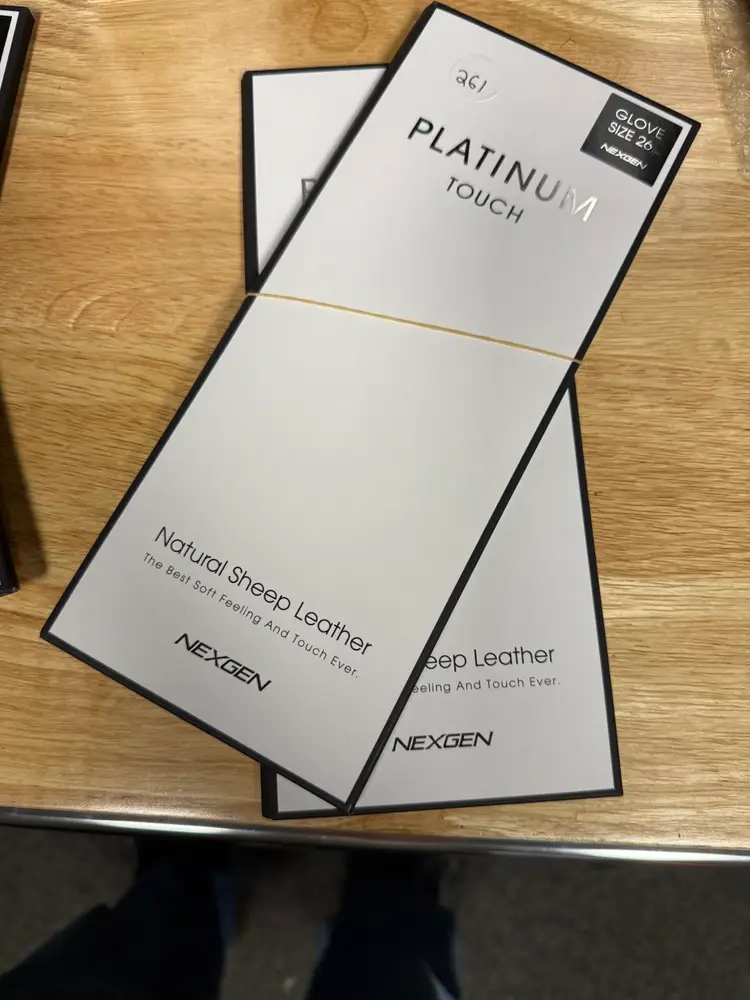 261
GLOVE
SIZE 26
NEXGEN
PLATINUM
TOUCH
Natural Sheep Leather
The Best Soft Feeling And Touch Ever.
NEXGEN
eep Leather
eeling And Touch Ever.
NEXGEN